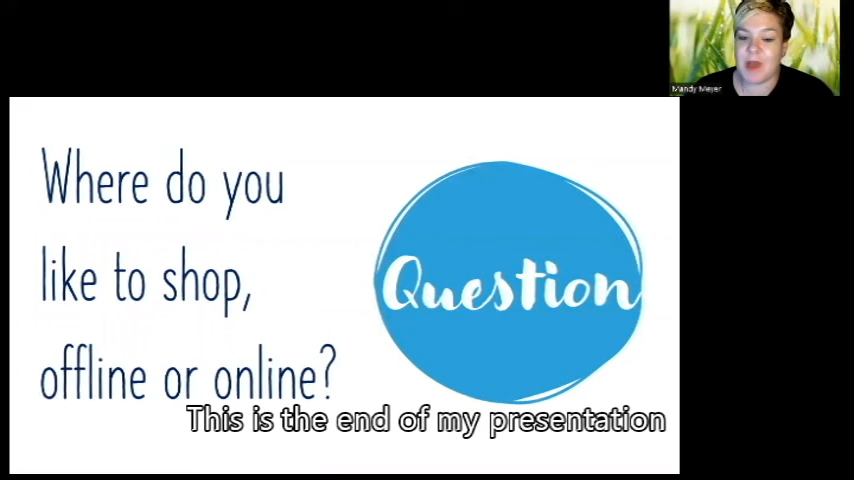 Mandy Meyer
Where do you
like to shop,
offline or online?
Question
This is the end of my presentation